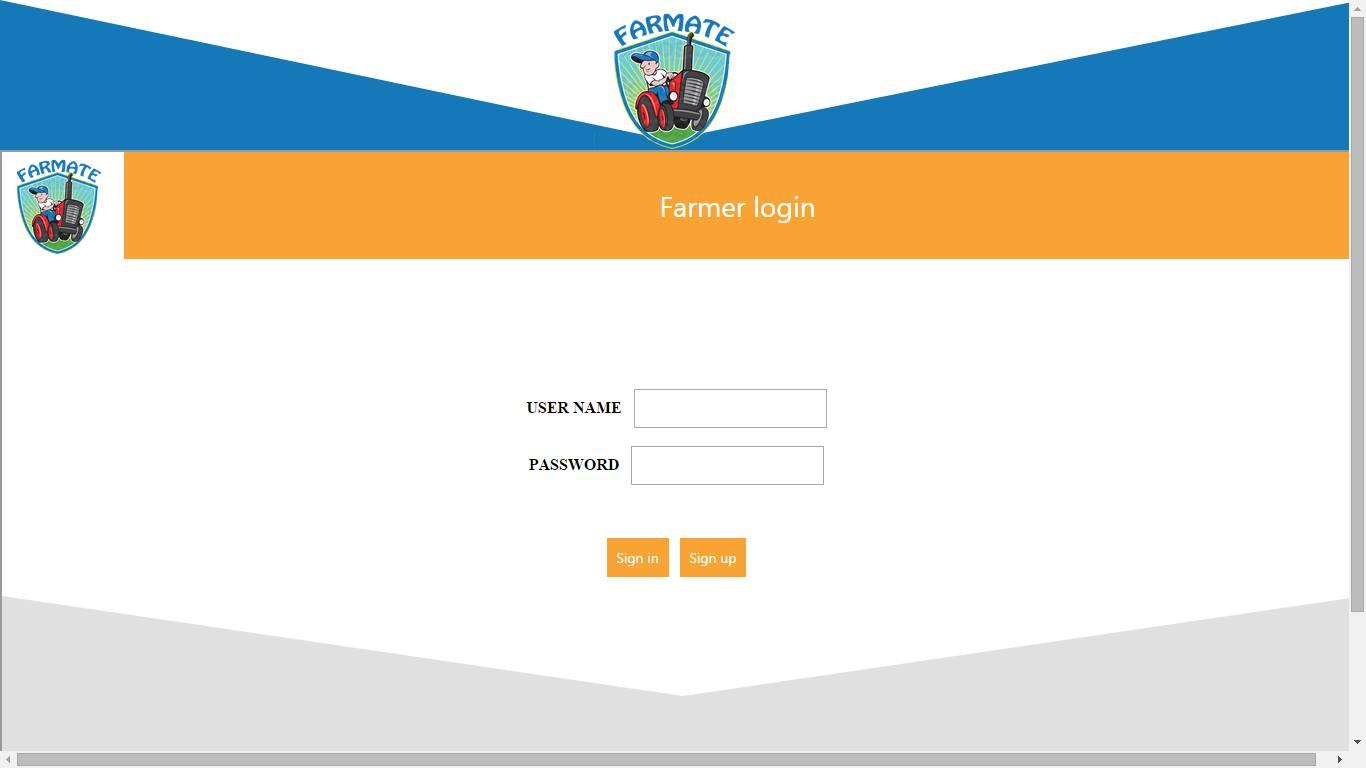 FARMATE
FARMATE
Farmer login
USER NAME
PASSWORD
Sign in Sign up